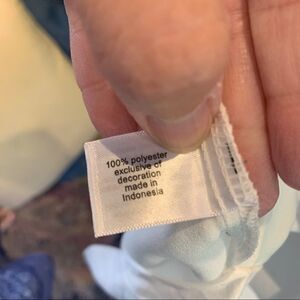 100% polyester
exclusive of
decoration
made in
Indonesia